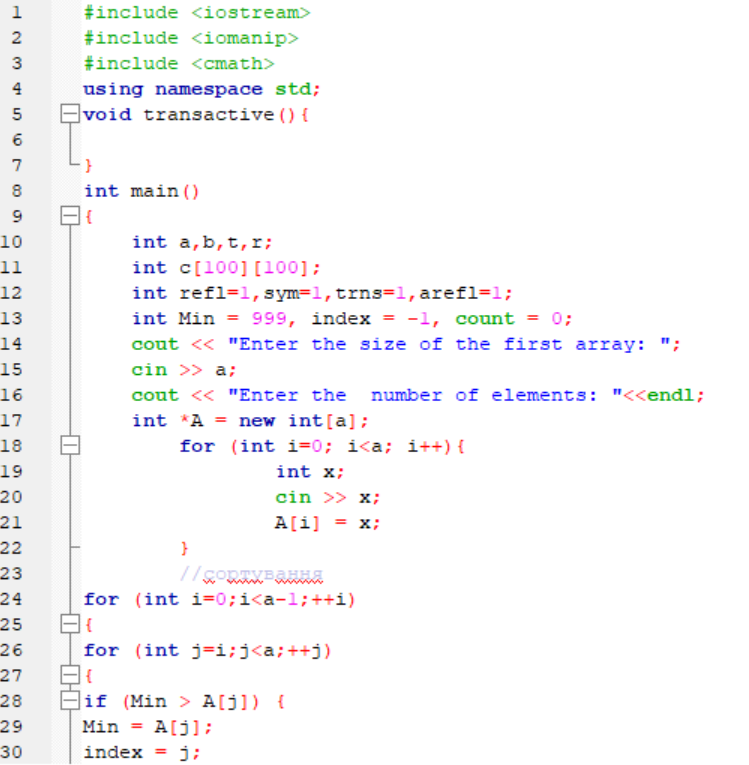 1 #include <iostream>
2 #include <iomanip>
3 #include <cmath>
4 using namespace std;
5 void transactive(){
6
7 }
8 int main()
9 {
10 int a,b,t,r;
11 int c[100][100];
12 int refl=1,sym=1,trns=1,arefl=1;
13 int Min = 999, index = -1, count = 0;
14 cout << "Enter the size of the first array: ";
15 cin >> a;
16 cout << "Enter the  number of elements: "<<endl;
17 int *A = new int[a];
18 for (int i=0; i<a; i++){
19 int x;
20 cin >> x;
21 A[i] = x;
22 }
23 //сортування
24 for (int i=0;i<a-1;++i)
25 {
26 for (int j=i;j<a;++j)
27 {
28 if (Min > A[j]) {
29 Min = A[j];
30 index = j;